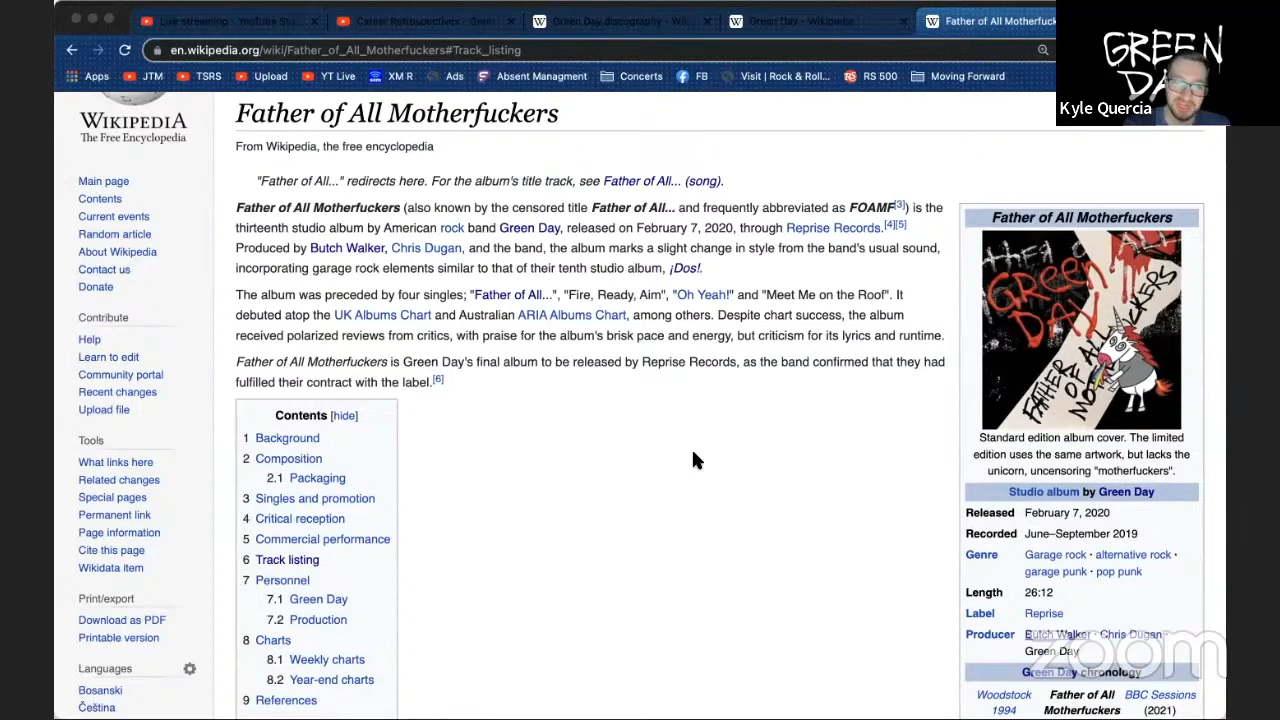 Live streaming - YouTube Stu
Career Retrospectives - Green
Green Day discography - Wik
Green Day - Wikipedia
Father of All Motherfuck
en.wikipedia.org/wiki/Father_of_All_Motherfuckers#Track_listing
Apps JTM TSRS Upload YT Live XM R Ads Absent Managment Concerts FB Visit | Rock & Roll... RS 500 Moving Forward
GREEN
DA
Kyle Quercia
WIKIPEDIA
The Free Encyclopedia
Main page
Contents
Current events
Random article
About Wikipedia
Contact us
Donate
Contribute
Help
Learn to edit
Community portal
Recent changes
Upload file
Tools
What links here
Related changes
Special pages
Permanent link
Page information
Cite this page
Wikidata item
Print/export
Download as PDF
Printable version
Languages
Bosanski
Čeština
Father of All Motherfuckers
From Wikipedia, the free encyclopedia
"Father of All..." redirects here. For the album's title track, see Father of All... (song).
Father of All Motherfuckers (also known by the censored title Father of All... and frequently abbreviated as FOAMF[3]) is the
thirteenth studio album by American rock band Green Day, released on February 7, 2020, through Reprise Records.[4][5]
Produced by Butch Walker, Chris Dugan, and the band, the album marks a slight change in style from the band's usual sound,
incorporating garage rock elements similar to that of their tenth studio album, ¡Dos!.
The album was preceded by four singles; "Father of All...", "Fire, Ready, Aim", "Oh Yeah!" and "Meet Me on the Roof". It
debuted atop the UK Albums Chart and Australian ARIA Albums Chart, among others. Despite chart success, the album
received polarized reviews from critics, with praise for the album's brisk pace and energy, but criticism for its lyrics and runtime.
Father of All Motherfuckers is Green Day's final album to be released by Reprise Records, as the band confirmed that they had
fulfilled their contract with the label.[6]
Contents [hide]
1 Background
2 Composition
2.1 Packaging
3 Singles and promotion
4 Critical reception
5 Commercial performance
6 Track listing
7 Personnel
7.1 Green Day
7.2 Production
8 Charts
8.1 Weekly charts
8.2 Year-end charts
9 References
Father of All Motherfuckers
GREEN
DAY
FATHER OF ALL
Standard edition album cover. The limited
edition uses the same artwork, but lacks the
unicorn, uncensoring "motherfuckers".
Studio album by Green Day
Released February 7, 2020
Recorded June–September 2019
Genre Garage rock · alternative rock ·
garage punk · pop punk
Length 26:12
Label Reprise
Producer Butch Walker · Chris Dugan ·
Green Day
Green Day chronology
Woodstock 1994
Father of All Motherfuckers
BBC Sessions (2021)
zoom